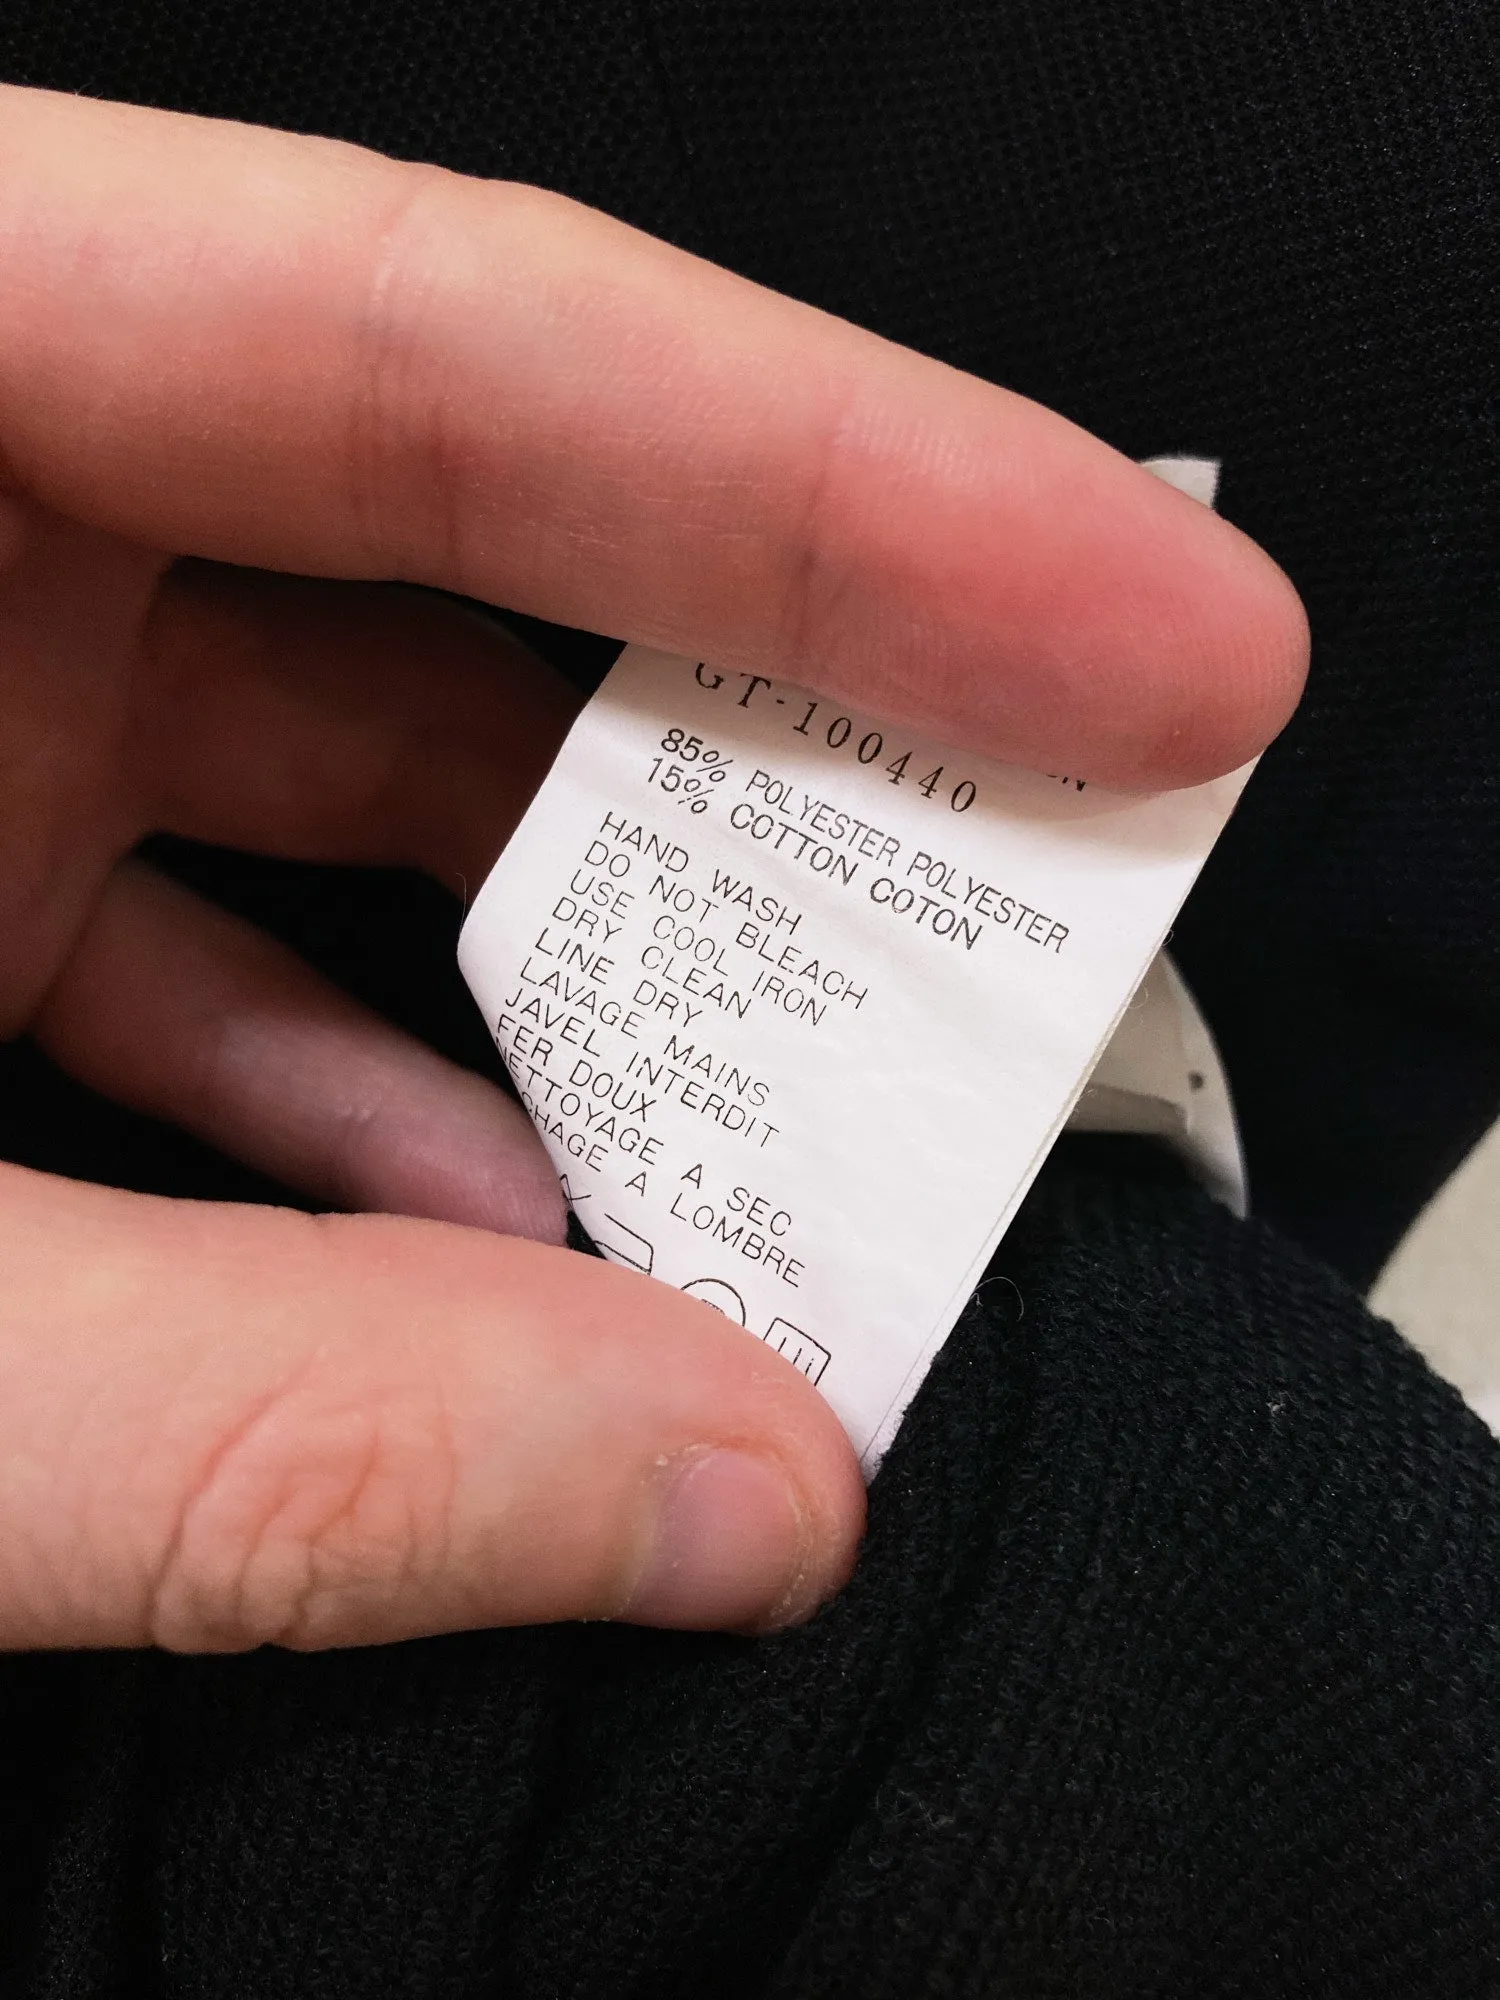 GT-100440
85% POLYESTER POLYESTER
15% COTTON COTON
HAND WASH
DO NOT BLEACH
USE COOL IRON
DRY CLEAN
LINE DRY
LAVAGE MAINS
JAVEL INTERDIT
FER DOUX
NETTOYAGE A SEC
CHAGE A LOMBRE